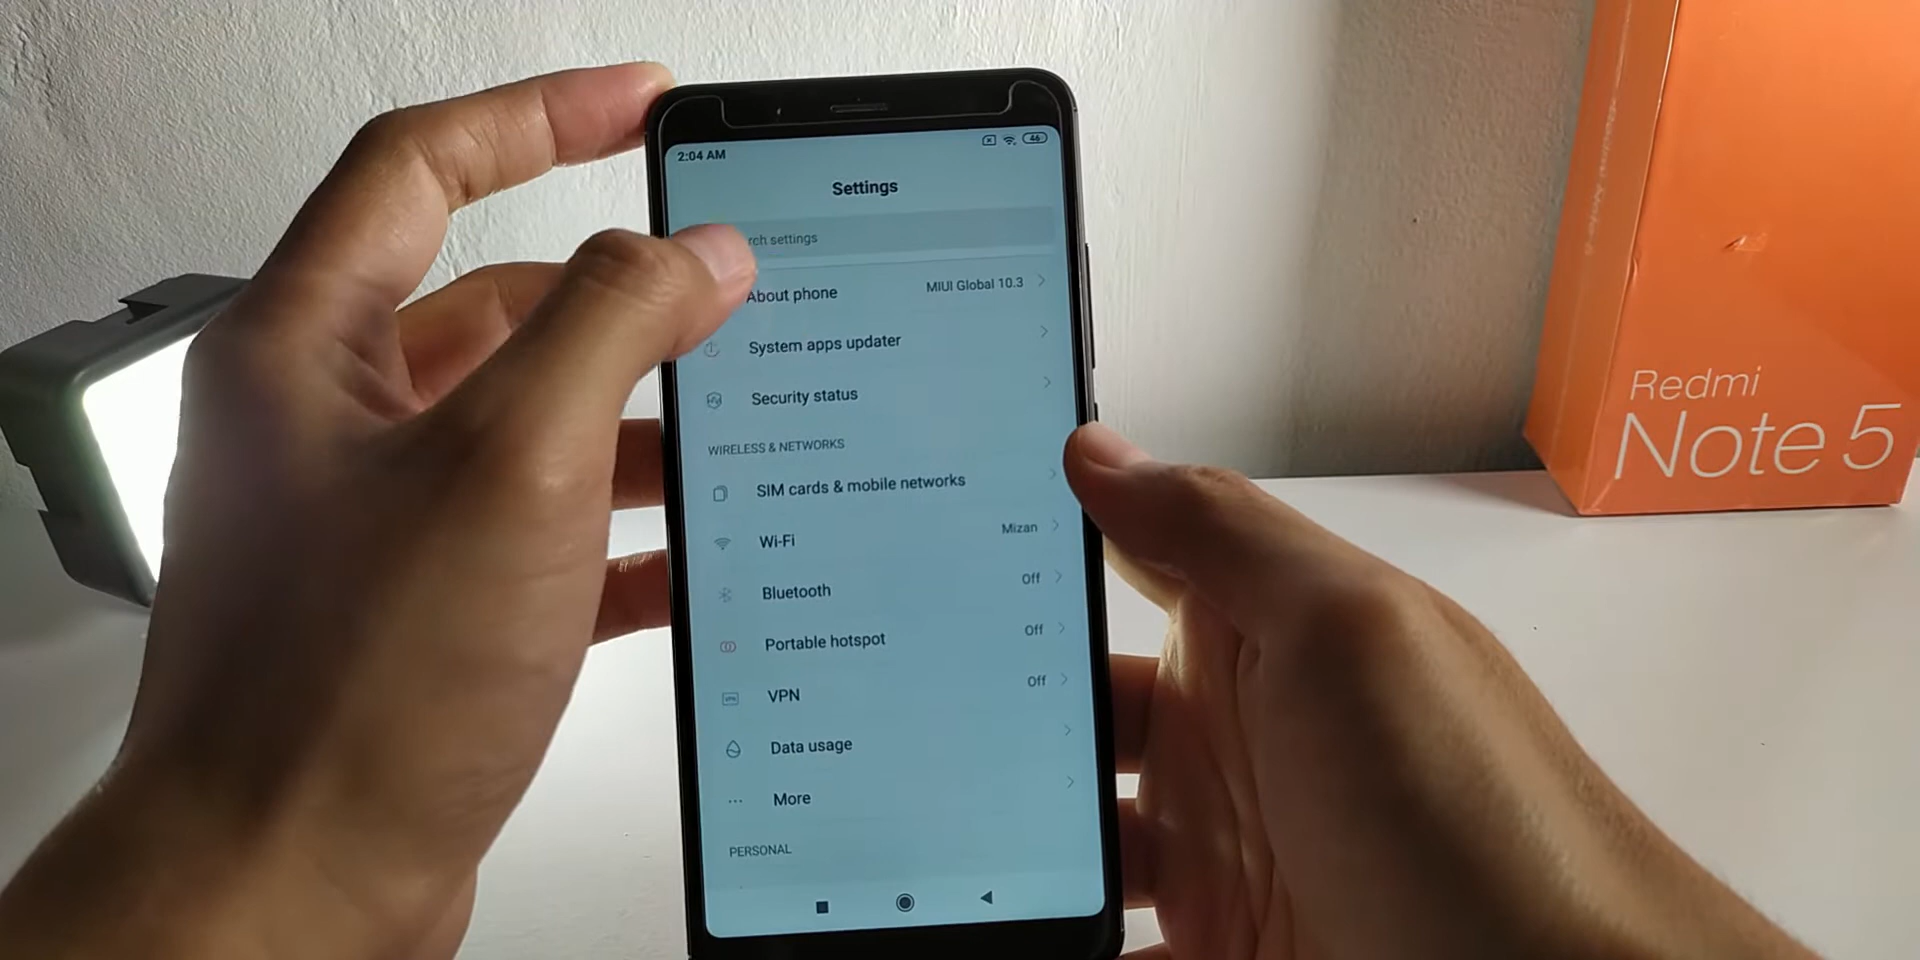 2:04 AM 46
Settings
rch settings
About phone MIUI Global 10.3
System apps updater
Security status
WIRELESS & NETWORKS
SIM cards & mobile networks
Wi-Fi Mizan
Bluetooth Off
Portable hotspot Off
VPN Off
Data usage
More
PERSONAL
Redmi
Note 5